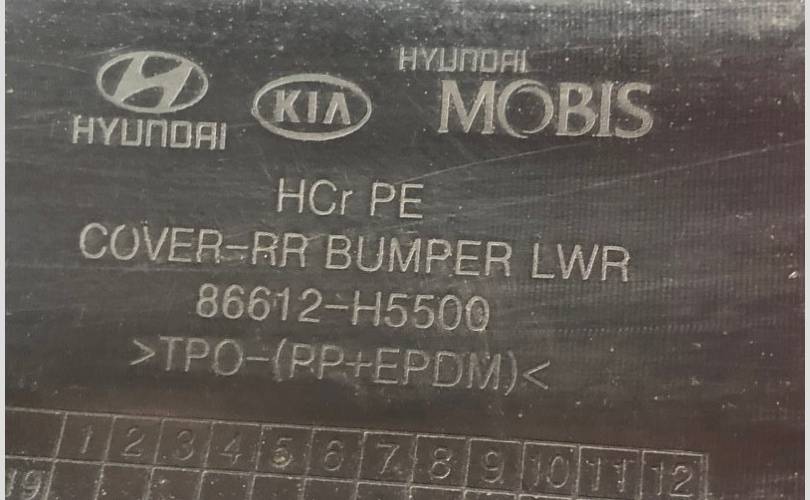 HYUNDAI
KIA
HYUNDAI
MOBIS
HCr PE
COVER-RR BUMPER LWR
86612-H5500
>TPO-(PP+EPDM)<
1 2 3 4 5 6 7 8 9 10 11 12
19